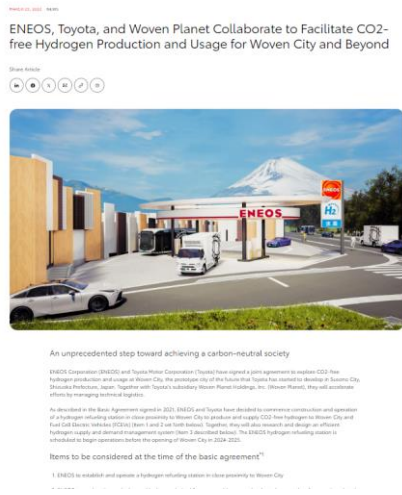 MARCH 23, 2022 NEWS
ENEOS, Toyota, and Woven Planet Collaborate to Facilitate CO2-
free Hydrogen Production and Usage for Woven City and Beyond
Share Article
ENEOS
ENEOS
H2
水素
An unprecedented step toward achieving a carbon-neutral society
ENEOS Corporation (ENEOS) and Toyota Motor Corporation (Toyota) have signed a joint agreement to explore CO2-free
hydrogen production and usage at Woven City, the prototype city of the future that Toyota has started to develop in Susono City,
Shizuoka Prefecture, Japan. Together with Toyota's subsidiary Woven Planet Holdings, Inc. (Woven Planet), they will accelerate
efforts by managing technical logistics.
As described in the Basic Agreement signed in 2021, ENEOS and Toyota have decided to commence construction and operation
of a hydrogen refueling station in close proximity to Woven City to produce and supply CO2-free hydrogen to Woven City and
Fuel Cell Electric Vehicles (FCEVs) (Item 1 and 2 set forth below). Together, they will also research and design an efficient
hydrogen supply and demand management system (Item 3 described below). The ENEOS hydrogen refueling station is
scheduled to begin operations before the opening of Woven City in 2024-2025.
Items to be considered at the time of the basic agreement
1 ENEOS to establish and operate a hydrogen refueling station in close proximity to Woven City